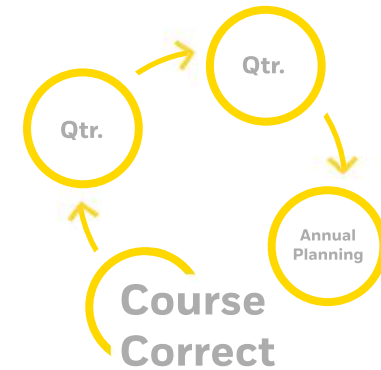 Qtr.
Qtr.
Annual
Planning
Course
Correct